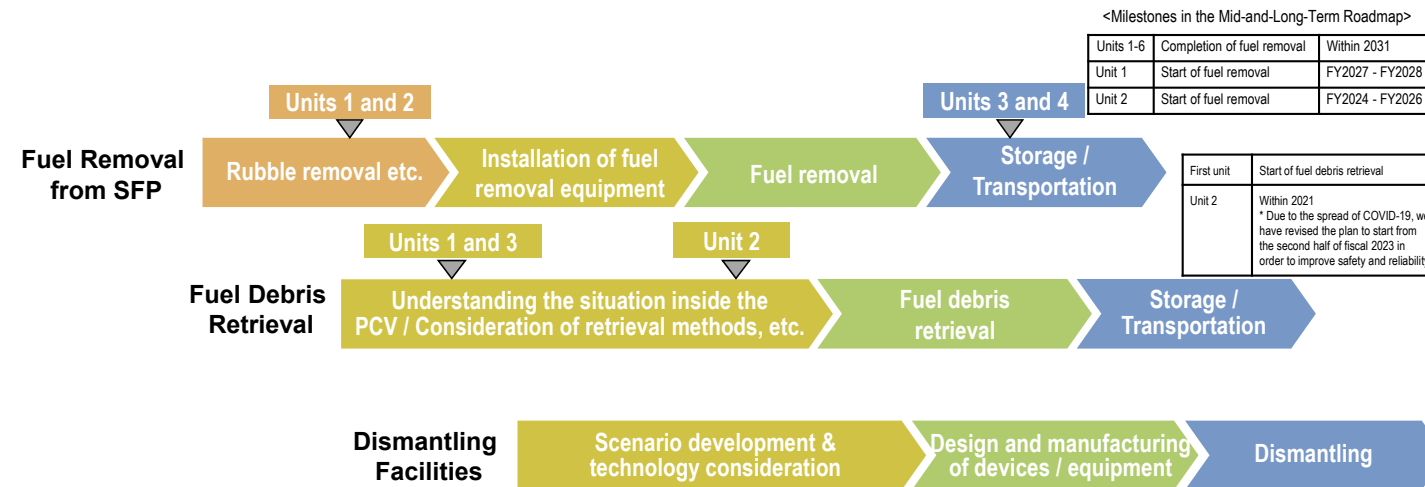 <Milestones in the Mid-and-Long-Term Roadmap>
Units 1-6 Completion of fuel removal Within 2031
Unit 1 Start of fuel removal FY2027 - FY2028
Unit 2 Start of fuel removal FY2024 - FY2026
Units 1 and 2
Units 3 and 4
Fuel Removal
from SFP
Rubble removal etc.
Installation of fuel
removal equipment
Fuel removal
Storage /
Transportation
First unit Start of fuel debris retrieval
Unit 2 Within 2021
* Due to the spread of COVID-19, we
have revised the plan to start from
the second half of fiscal 2023 in
order to improve safety and reliability
Units 1 and 3
Unit 2
Fuel Debris
Retrieval
Understanding the situation inside the
PCV / Consideration of retrieval methods, etc.
Fuel debris
retrieval
Storage /
Transportation
Dismantling
Facilities
Scenario development &
technology consideration
Design and manufacturing
of devices / equipment
Dismantling